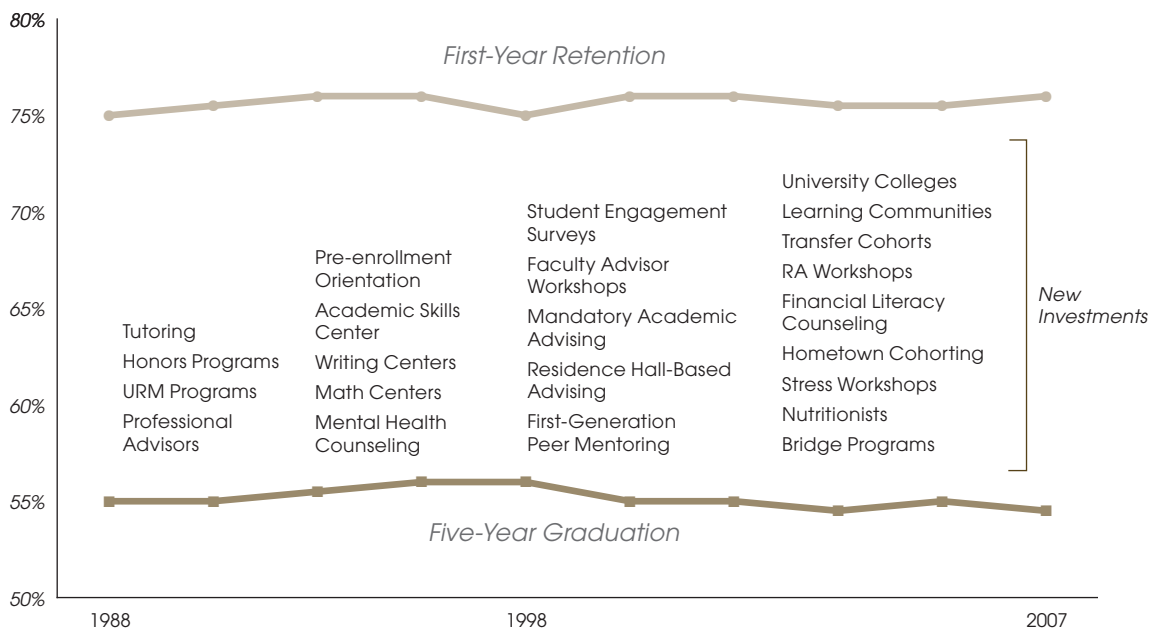 80%
First-Year Retention
75%
University Colleges
70%
Student Engagement
Surveys
Learning Communities
Transfer Cohorts
Pre-enrollment
Orientation
Faculty Advisor
Workshops
RA Workshops
65%
Academic Skills
Center
Mandatory Academic
Advising
Financial Literacy
Counseling
New
Investments
Tutoring
Honors Programs
URM Programs
Professional
Advisors
Writing Centers
Math Centers
Mental Health
Counseling
Residence Hall-Based
Advising
First-Generation
Peer Mentoring
Hometown Cohorting
Stress Workshops
Nutritionists
Bridge Programs
60%
55%
Five-Year Graduation
50%
1988
1998
2007